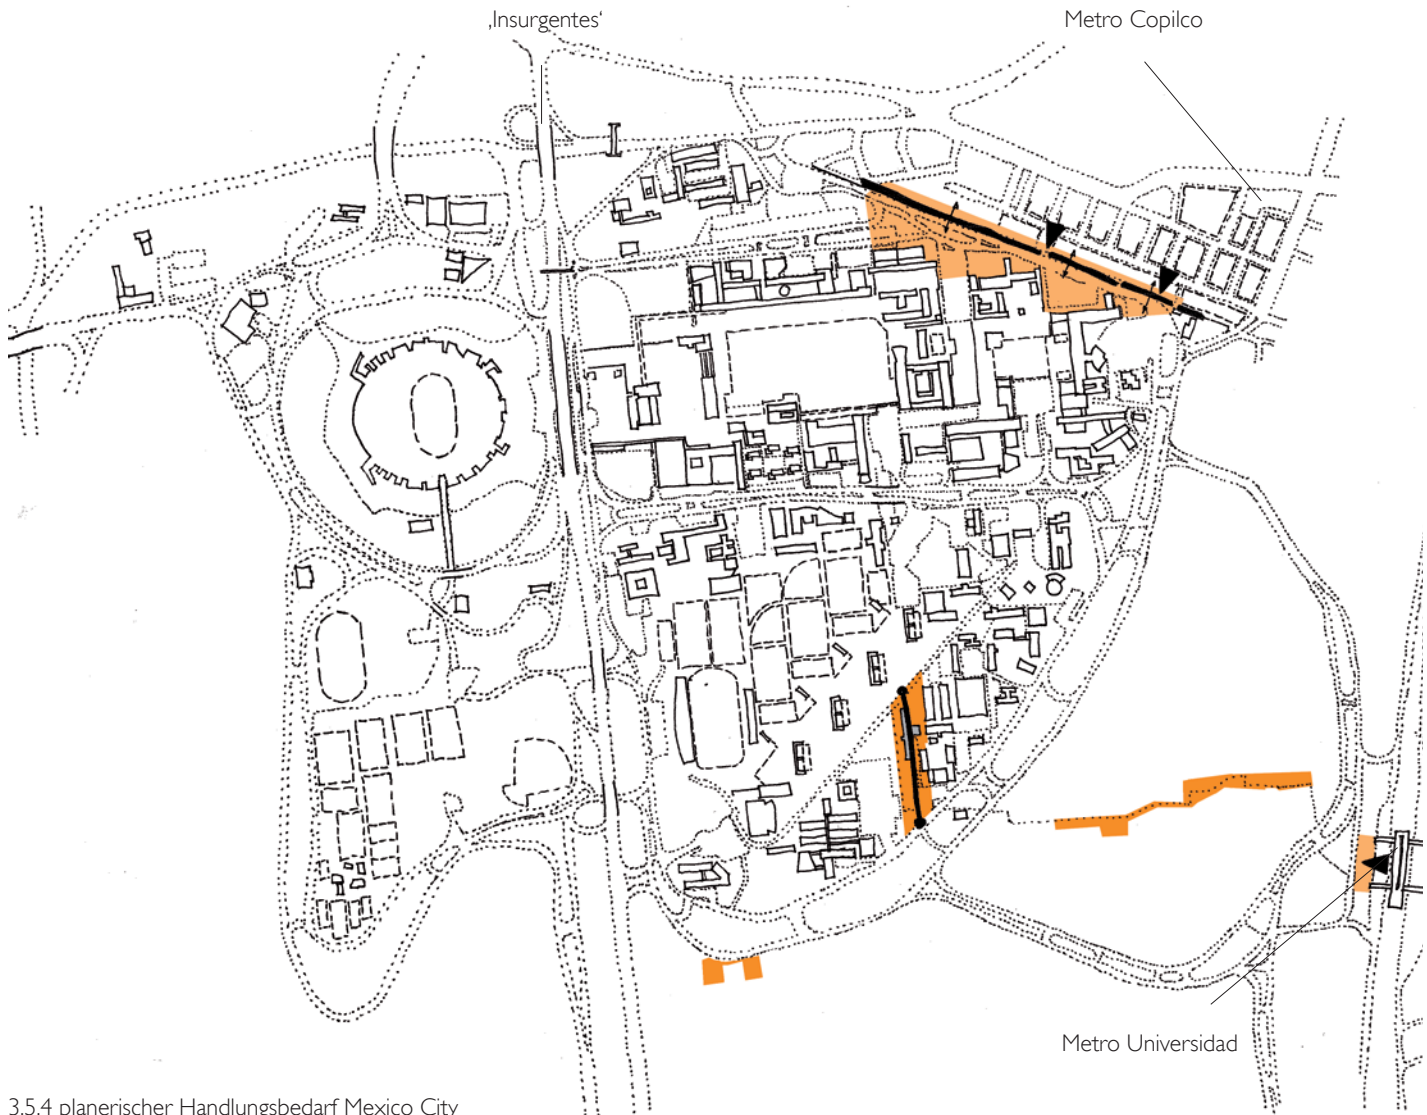 ‚Insurgentes‘
Metro Copilco
Metro Universidad
3.5.4 planerischer Handlungsbedarf Mexico City